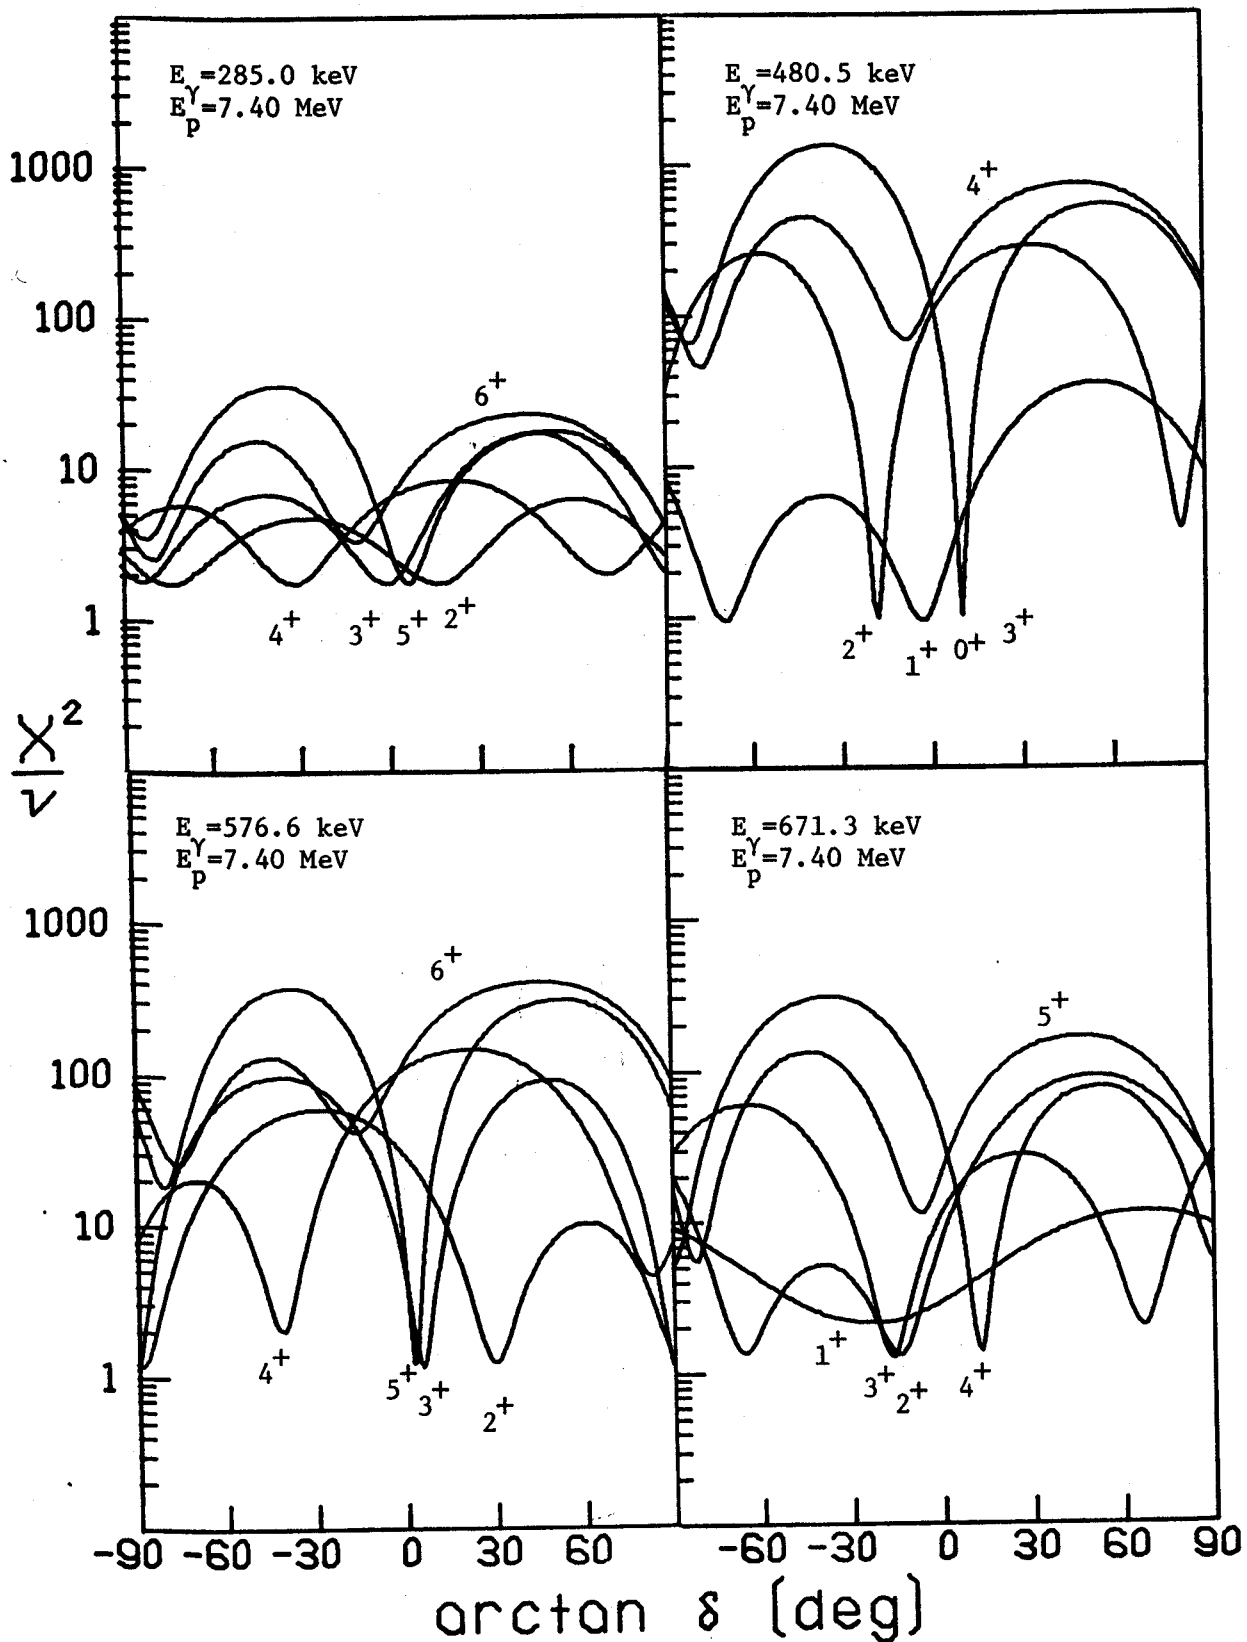 Eγ=285.0 keV
Ep=7.40 MeV
Eγ=480.5 keV
Ep=7.40 MeV
1000
100
10
1
6+
4+ 3+ 5+ 2+
4+
2+ 1+ 0+ 3+
χ²/ν
Eγ=576.6 keV
Ep=7.40 MeV
Eγ=671.3 keV
Ep=7.40 MeV
1000
100
10
1
6+
4+ 5+ 3+ 2+
5+
1+ 3+ 2+ 4+
-90 -60 -30 0 30 60
-60 -30 0 30 60 90
arctan δ [deg]